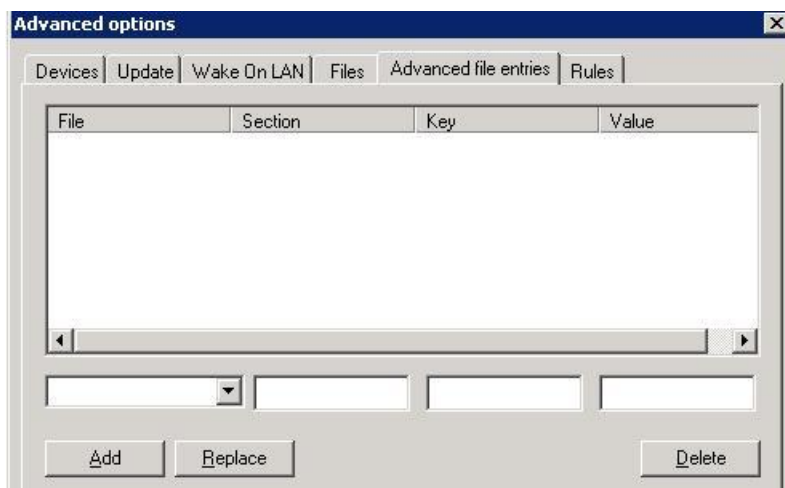 Advanced options
Devices Update Wake On LAN Files Advanced file entries Rules
File Section Key Value
Add Replace Delete